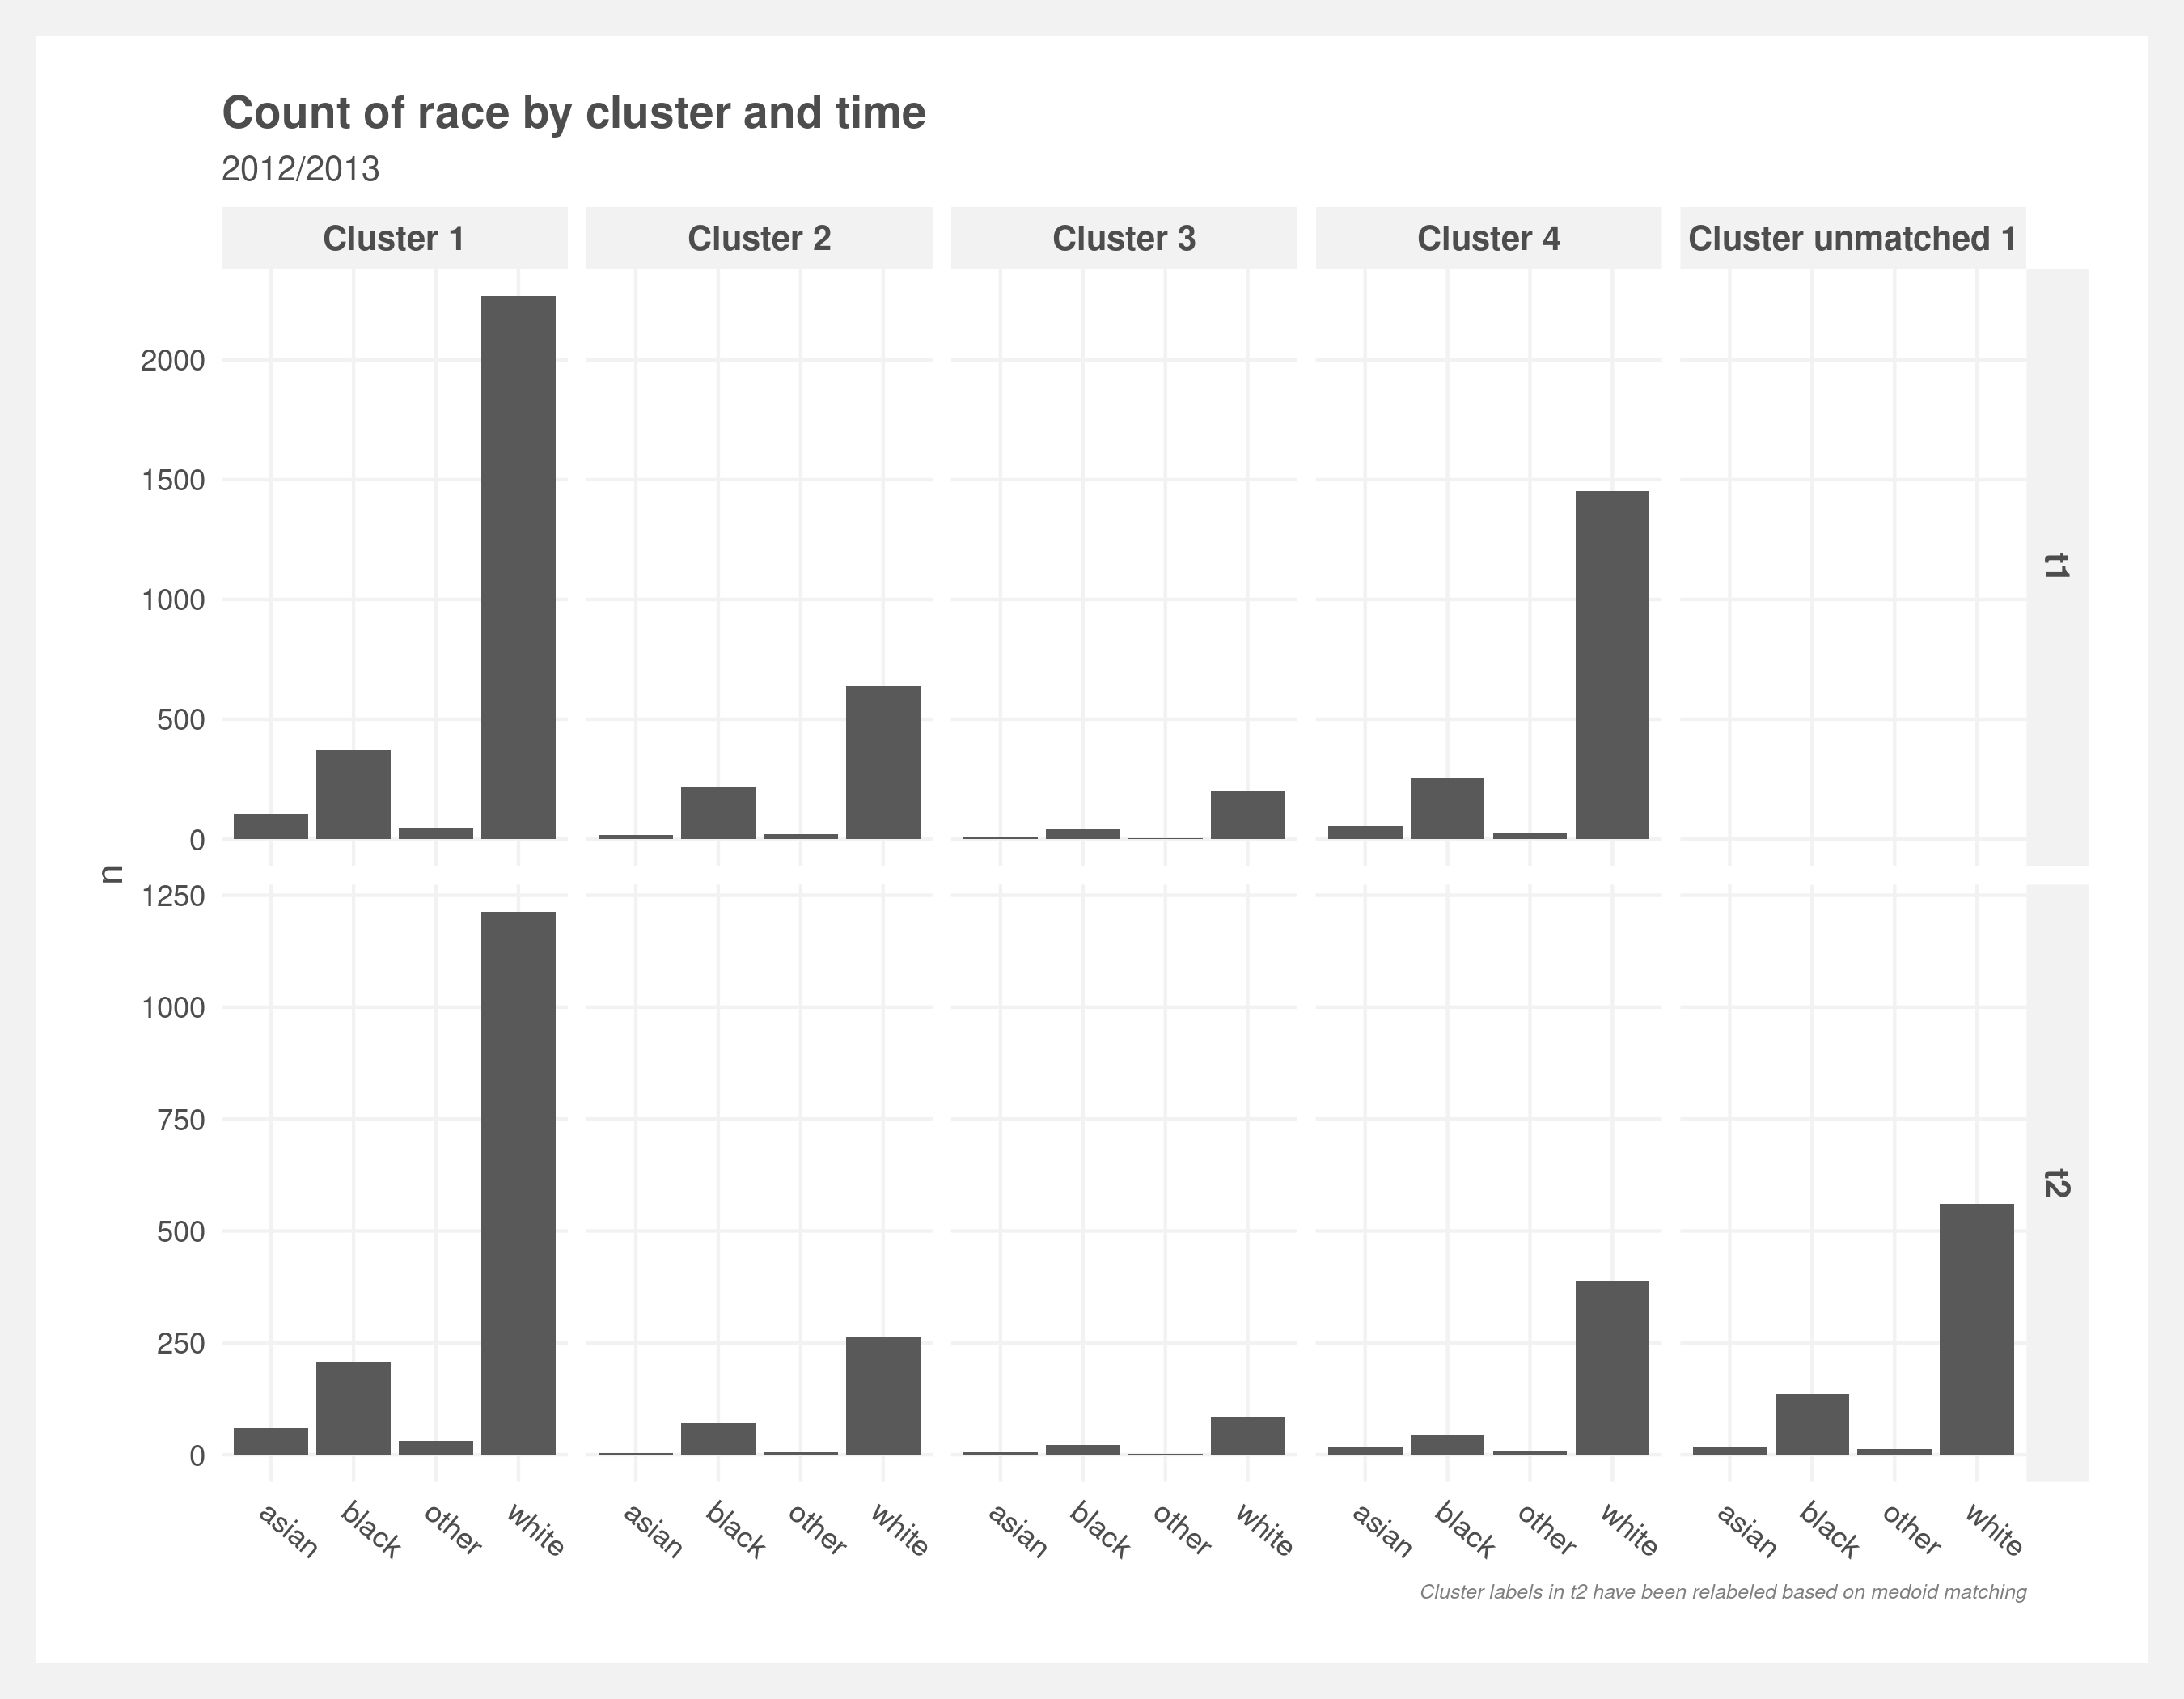 Count of race by cluster and time
2012/2013
Cluster 1 Cluster 2 Cluster 3 Cluster 4 Cluster unmatched 1
2000
1500
1000
500
0
t1
n
1250
1000
750
500
250
0
t2
asian black other white asian black other white asian black other white asian black other white asian black other white
Cluster labels in t2 have been relabeled based on medoid matching